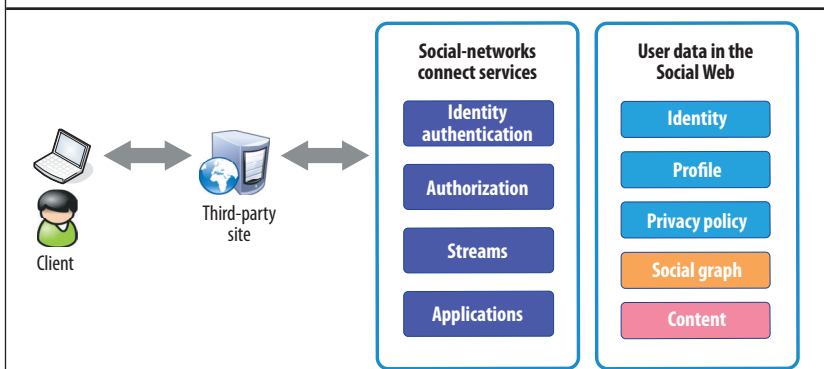 Client
Third-party
site
Social-networks
connect services
Identity
authentication
Authorization
Streams
Applications
User data in the
Social Web
Identity
Profile
Privacy policy
Social graph
Content